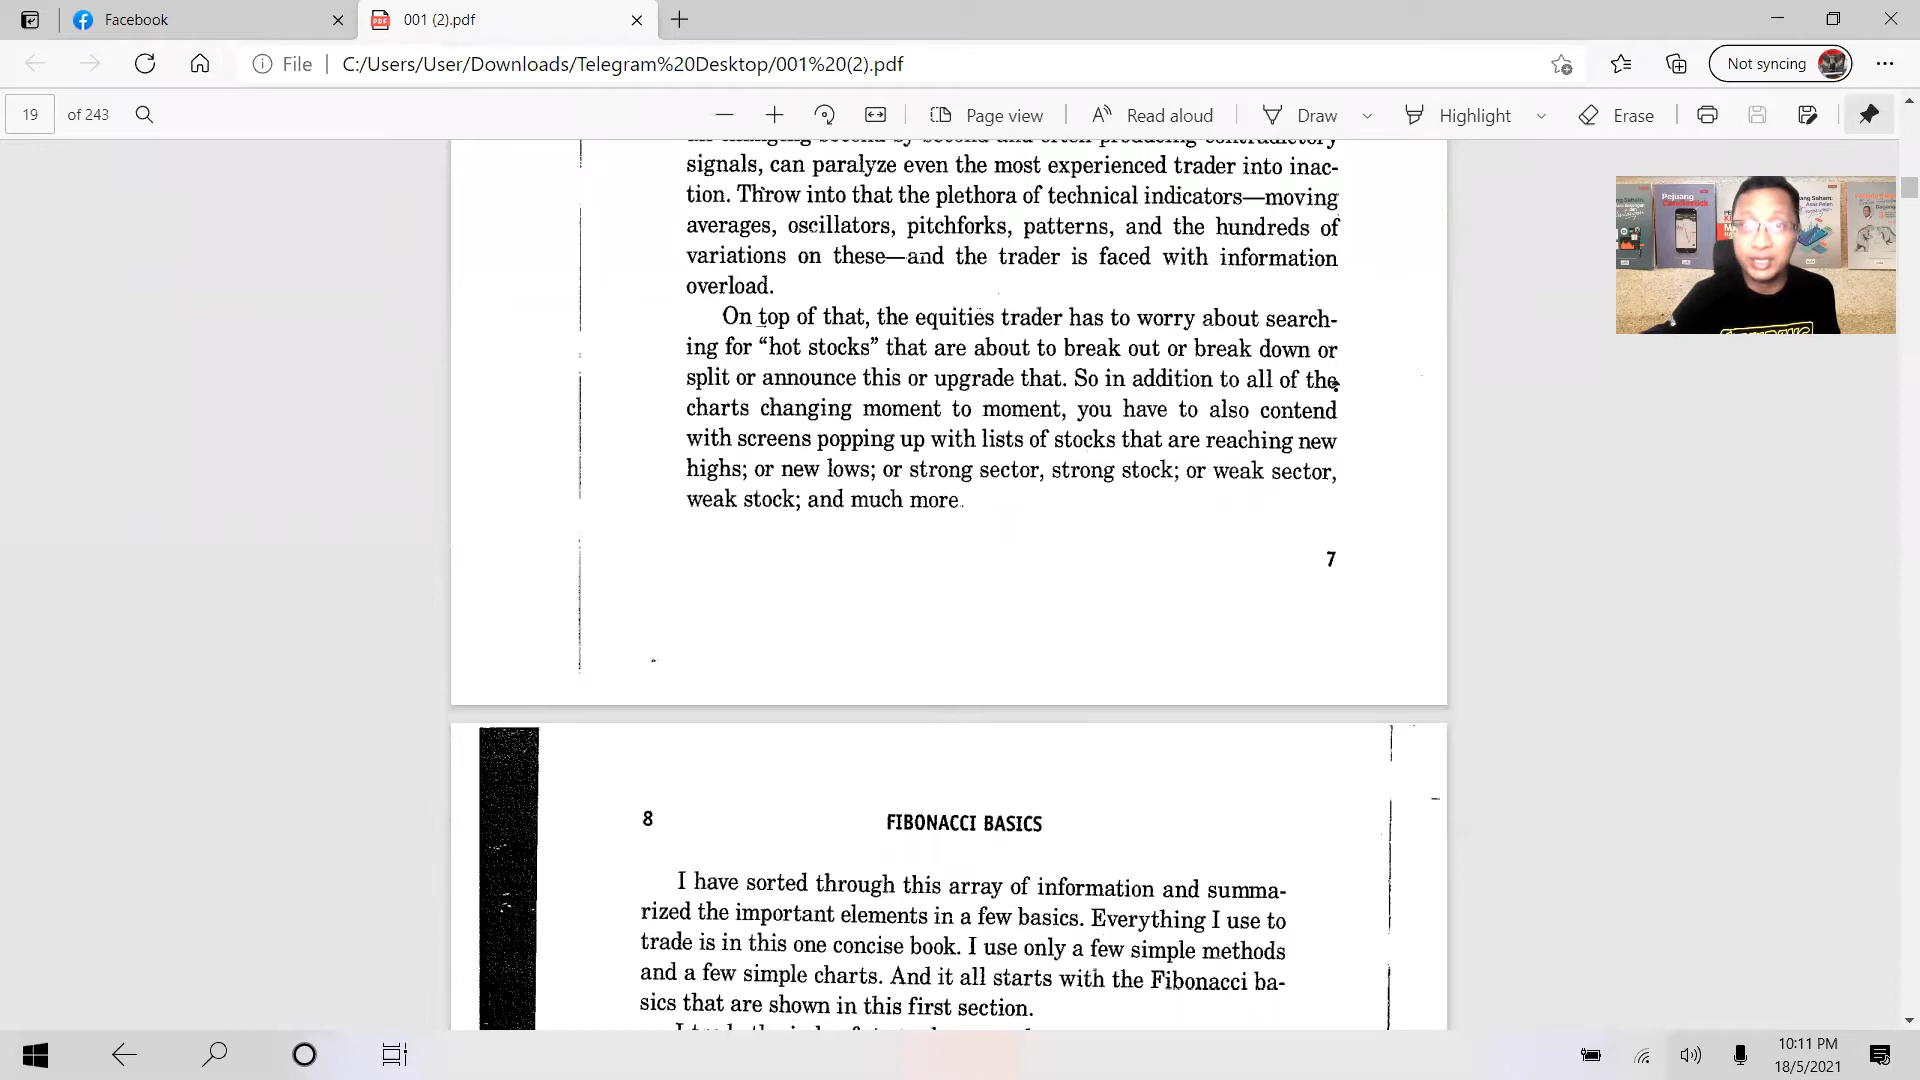 Facebook
001 (2).pdf
File
C:/Users/User/Downloads/Telegram%20Desktop/001%20(2).pdf
Not syncing
19 of 243
Page view
Read aloud
Draw
Highlight
Erase
signals, can paralyze even the most experienced trader into inac-
tion. Throw into that the plethora of technical indicators—moving
averages, oscillators, pitchforks, patterns, and the hundreds of
variations on these—and the trader is faced with information
overload.
On top of that, the equities trader has to worry about search-
ing for “hot stocks” that are about to break out or break down or
split or announce this or upgrade that. So in addition to all of the
charts changing moment to moment, you have to also contend
with screens popping up with lists of stocks that are reaching new
highs; or new lows; or strong sector, strong stock; or weak sector,
weak stock; and much more.
7
Pejuang
Candlestick
8
FIBONACCI BASICS
I have sorted through this array of information and summa-
rized the important elements in a few basics. Everything I use to
trade is in this one concise book. I use only a few simple methods
and a few simple charts. And it all starts with the Fibonacci ba-
sics that are shown in this first section.
10:11 PM
18/5/2021